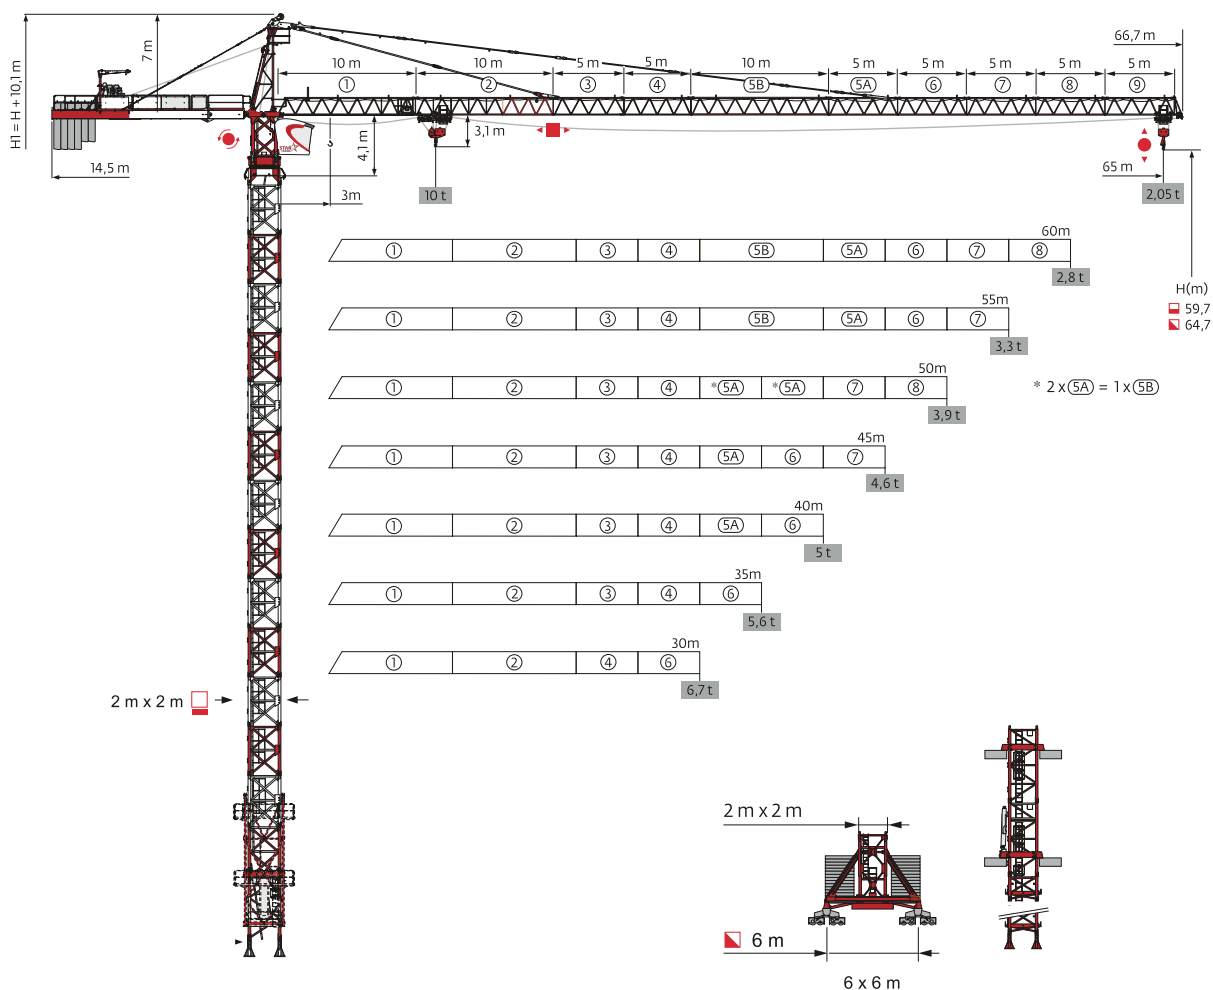 66,7 m
H1 = H + 10,1 m
7 m
10 m
10 m
5 m
5 m
10 m
5 m
5 m
5 m
5 m
5 m
1
2
3
4
5B
5A
6
7
8
9
STAR
14,5 m
4,1 m
3,1 m
3m
10 t
65 m
2,05t
60m
1 2 3 4 5B 5A 6 7 8
2,8 t
H(m)
59,7
64,7
55m
1 2 3 4 5B 5A 6 7
3,3 t
50m
1 2 3 4 *5A *5A 7 8
* 2 x 5A = 1 x 5B
3,9 t
45m
1 2 3 4 5A 6 7
4,6 t
40m
1 2 3 4 5A 6
5 t
35m
1 2 3 4 6
5,6 t
30m
1 2 4 6
6,7 t
2 m x 2 m
2 m x 2 m
6 m
6 x 6 m